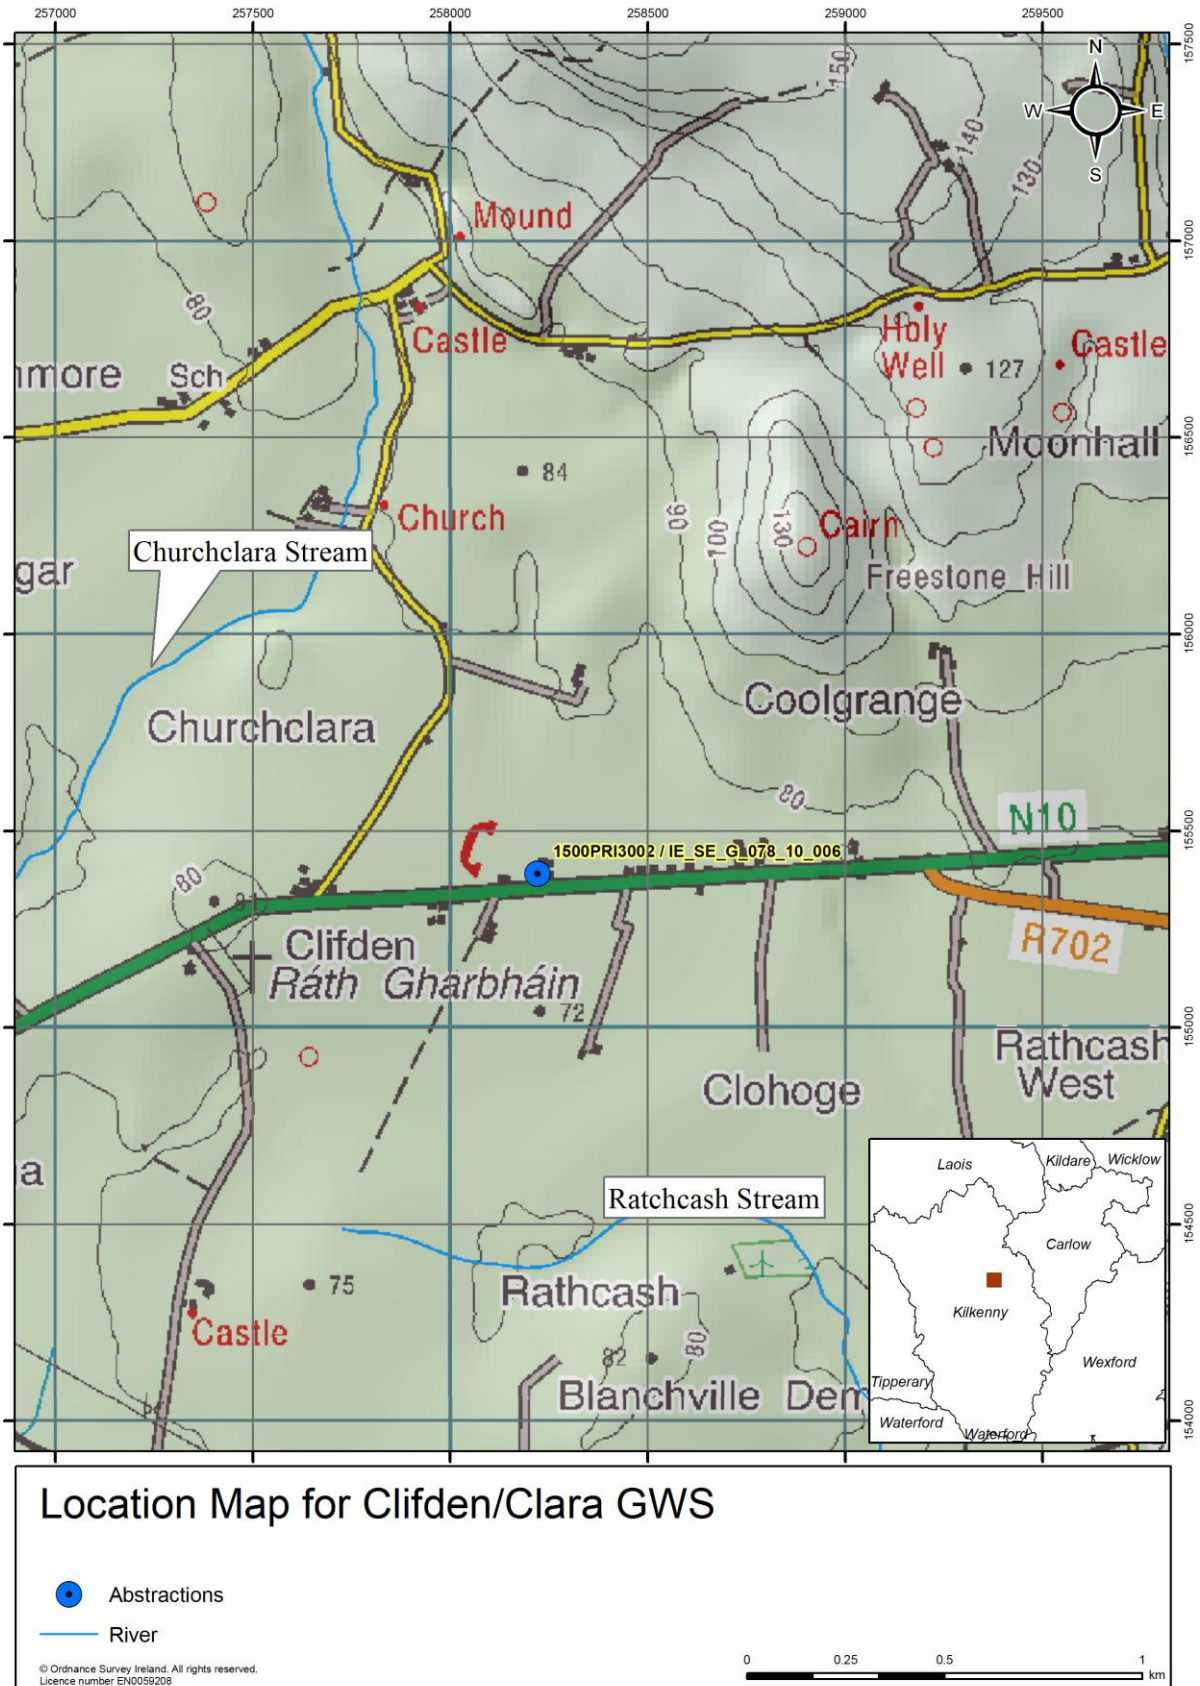 257000 257500 258000 258500 259000 259500
157500
157000
156500
156000
155500
155000
154500
154000
N
W E
S
150
140
130
Mound
80
Castle
Holy
Well
Castle
127
nmore
Sch
Moonhall
84
Church
90
100
130
Cairn
Churchclara Stream
gar
Freestone Hill
Coolgrange
Churchclara
80
N10
1500PRI3002 / IE_SE_G_078_10_006
80
81
R702
Clifden
Ráth Gharbháin
72
Rathcash
West
Clohoge
a
Ratchcash Stream
75
Rathcash
Castle
82
80
Blanchville Dem
Laois
Kildare
Wicklow
Carlow
Kilkenny
Wexford
Tipperary
Waterford
Waterford
Location Map for Clifden/Clara GWS
Abstractions
River
© Ordnance Survey Ireland. All rights reserved.
Licence number EN0059208
0 0.25 0.5 1
km